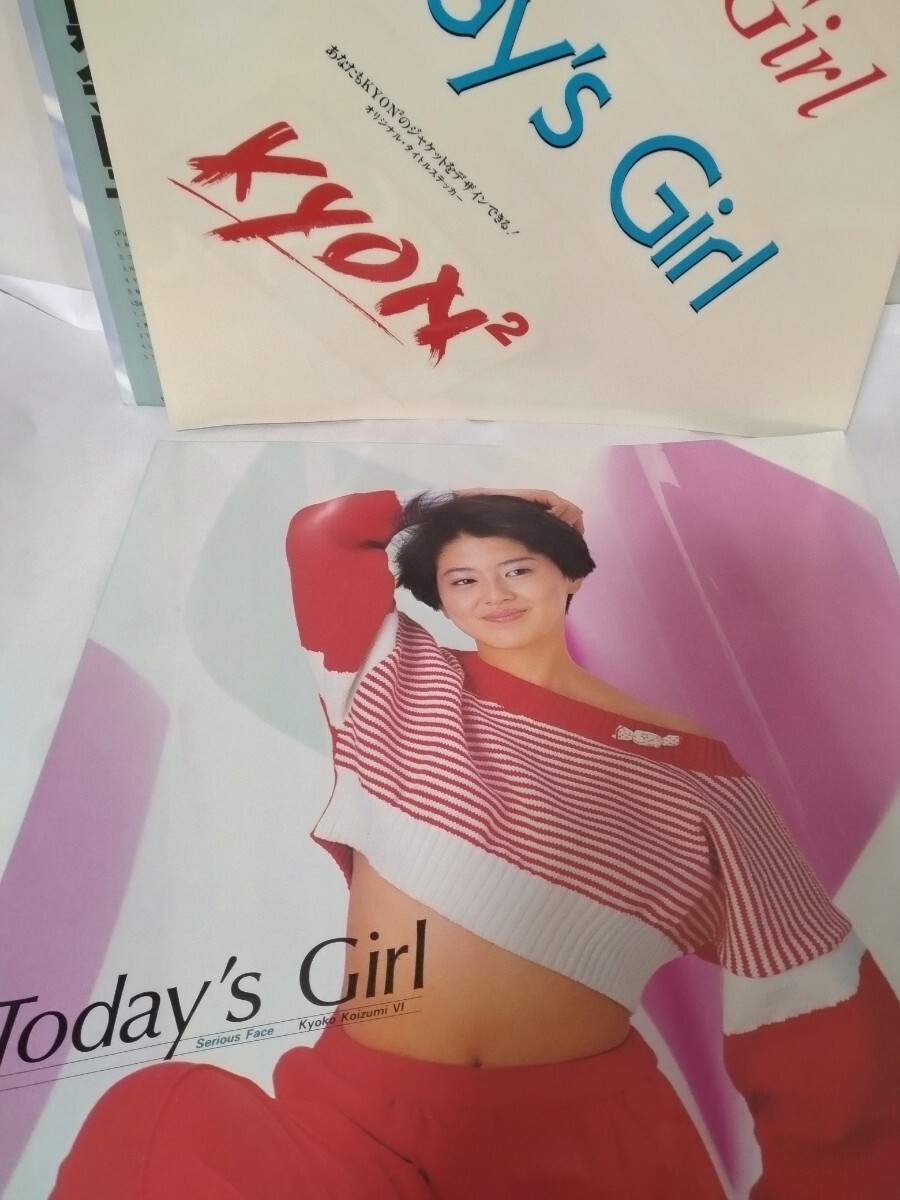 Girl
ay's Girl
あなたもKYON²のジャケットをデザインできる!
オリジナル・タイトルステッカー
KYON²
Today's Girl
Serious Face Kyoko Koizumi VI